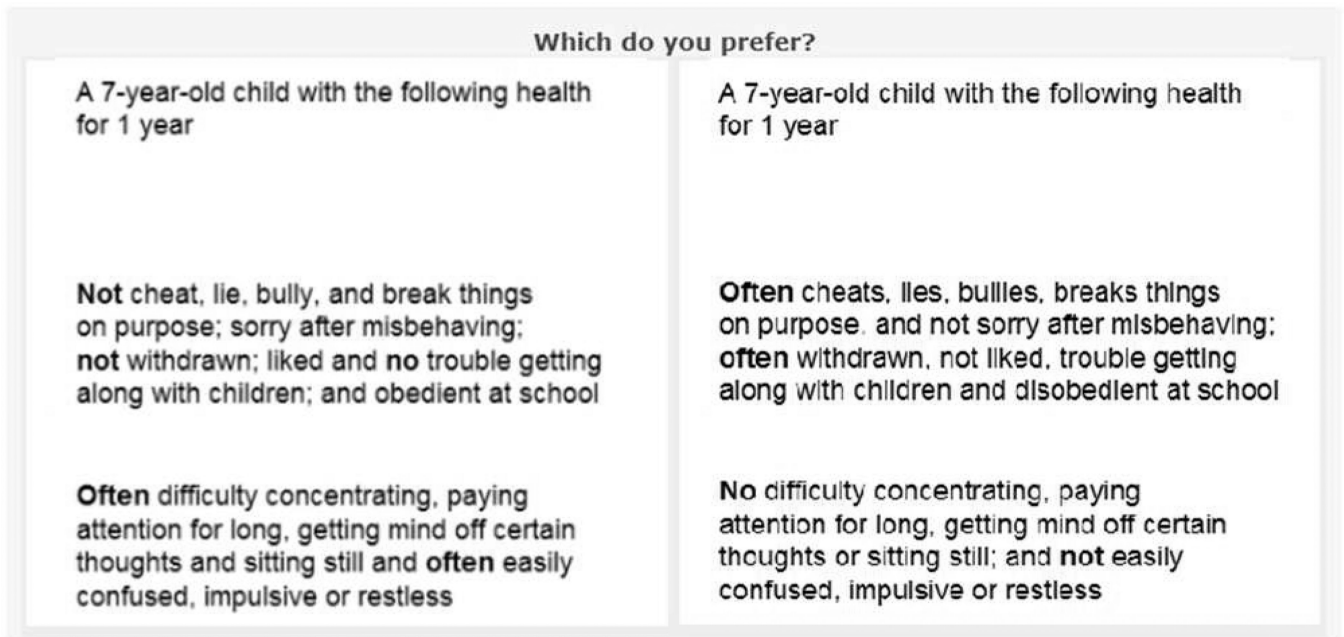 Which do you prefer?
A 7-year-old child with the following health
for 1 year
Not cheat, lie, bully, and break things
on purpose; sorry after misbehaving;
not withdrawn; liked and no trouble getting
along with children; and obedient at school
Often difficulty concentrating, paying
attention for long, getting mind off certain
thoughts and sitting still and often easily
confused, impulsive or restless
A 7-year-old child with the following health
for 1 year
Often cheats, lies, bullies, breaks things
on purpose, and not sorry after misbehaving;
often withdrawn, not liked, trouble getting
along with children and disobedient at school
No difficulty concentrating, paying
attention for long, getting mind off certain
thoughts or sitting still; and not easily
confused, impulsive or restless